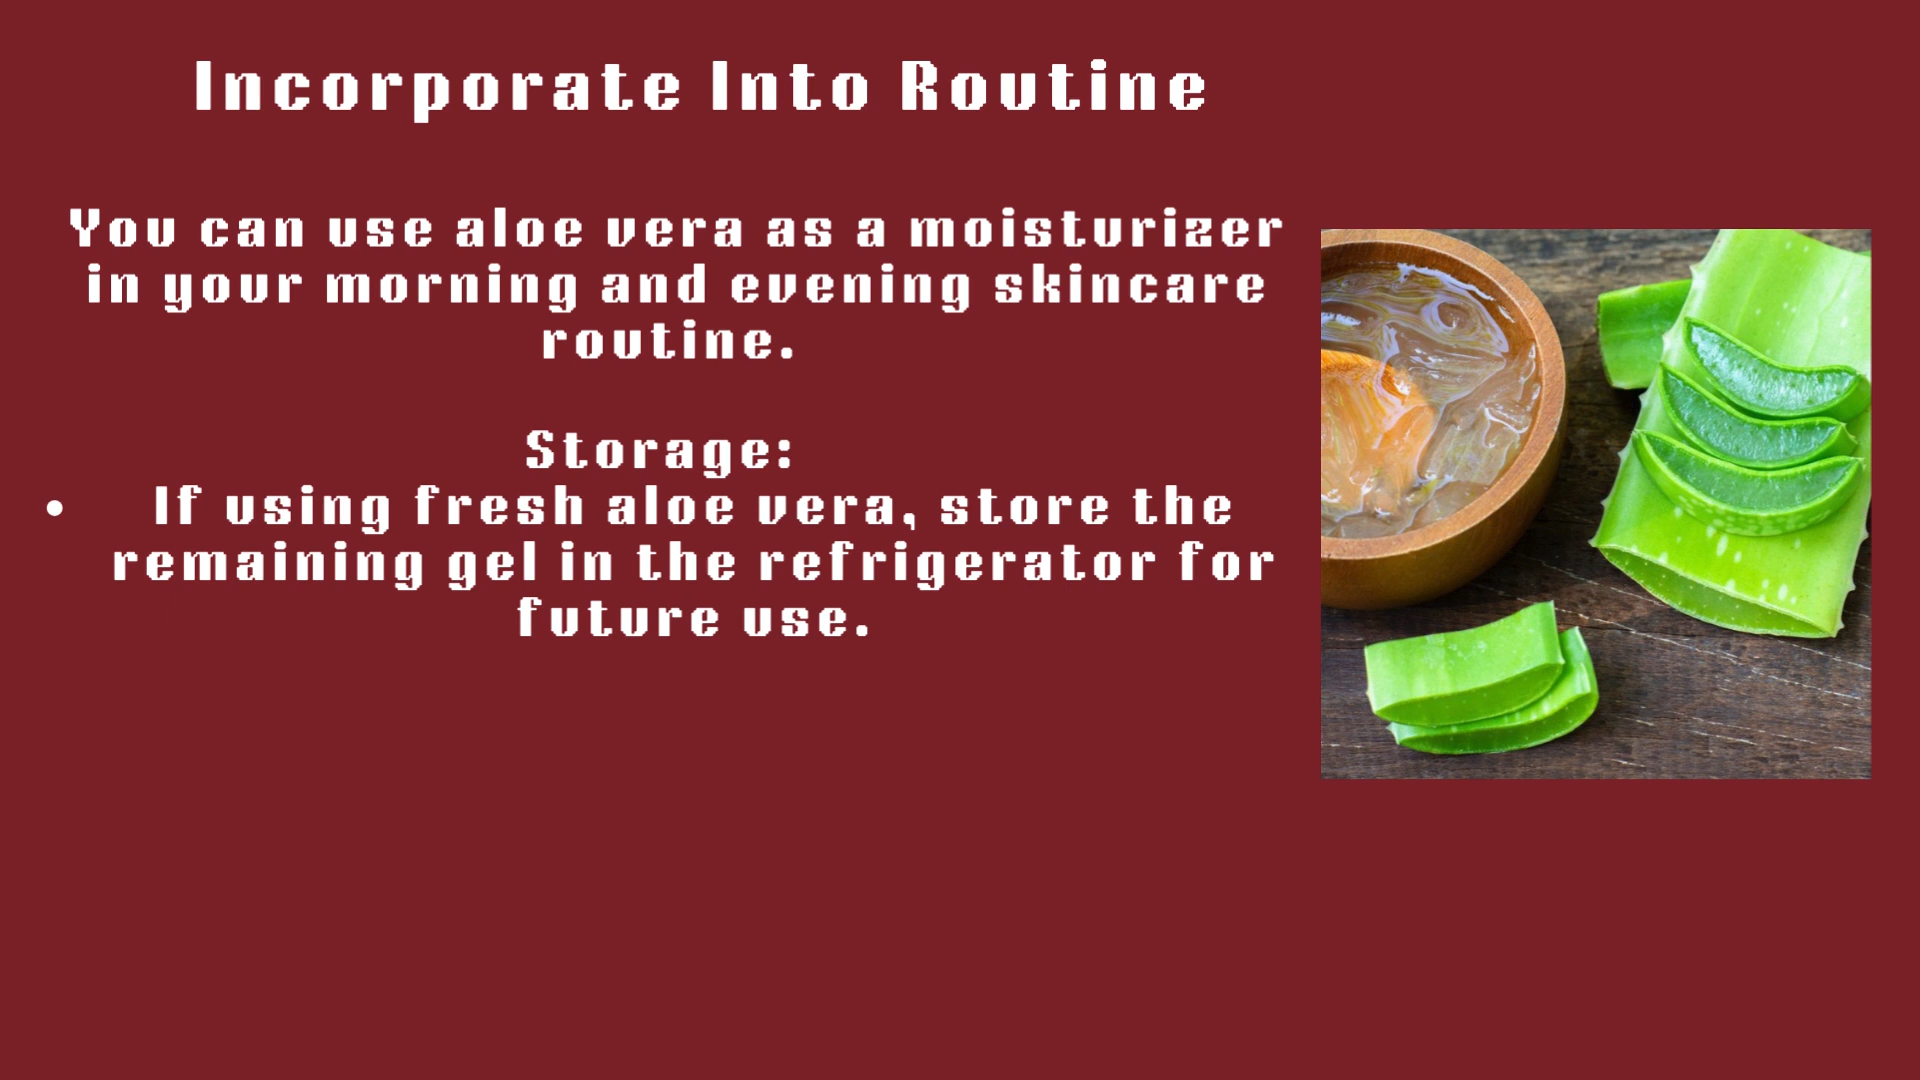 Incorporate Into Routine
You can use aloe vera as a moisturizer
in your morning and evening skincare
routine.
Storage:
• If using fresh aloe vera, store the
remaining gel in the refrigerator for
future use.